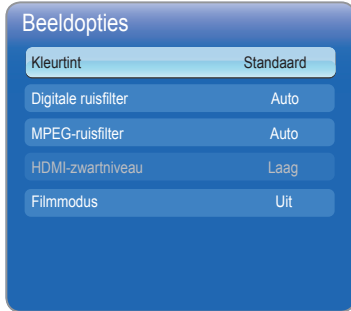 Beeldopties
Kleurtint Standaard
Digitale ruisfilter Auto
MPEG-ruisfilter Auto
HDMI-zwartniveau Laag
Filmmodus Uit